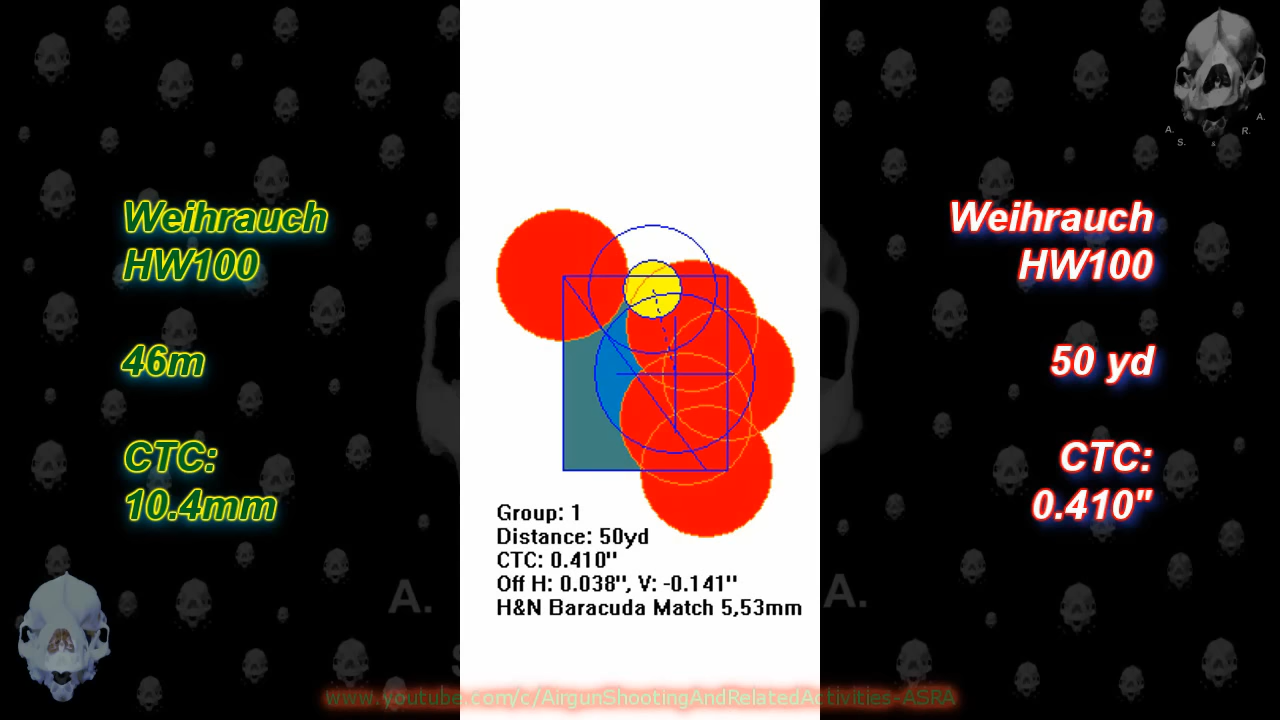 Weihrauch
HW100
46m
CTC:
10.4mm
Group: 1
Distance: 50yd
CTC: 0.410"
Off H: 0.038", V: -0.141"
H&N Baracuda Match 5,53mm
Weihrauch
HW100
50 yd
CTC:
0.410"
A. A.
S. & R.
A.
A.
www.youtube.com/c/AirgunShootingAndRelatedActivities-ASRA